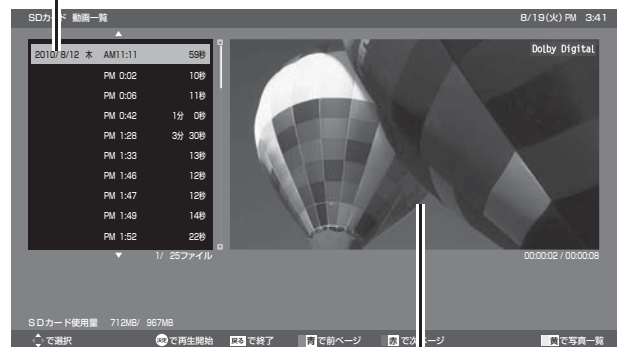 SDカード 動画一覧
8/19(火) PM 3:41
2010/ 8/12 木 AM11:11 59秒
PM 0:02 10秒
PM 0:06 11秒
PM 0:42 1分 0秒
PM 1:28 3分 30秒
PM 1:33 13秒
PM 1:46 12秒
PM 1:47 12秒
PM 1:49 14秒
PM 1:52 22秒
1/ 25ファイル
Dolby Digital
00:00:02 / 00:00:08
SDカード使用量 712MB/ 967MB
で選択 決定 で再生開始 戻る で終了 青 で前ページ 赤 で次ページ 黄 で写真一覧